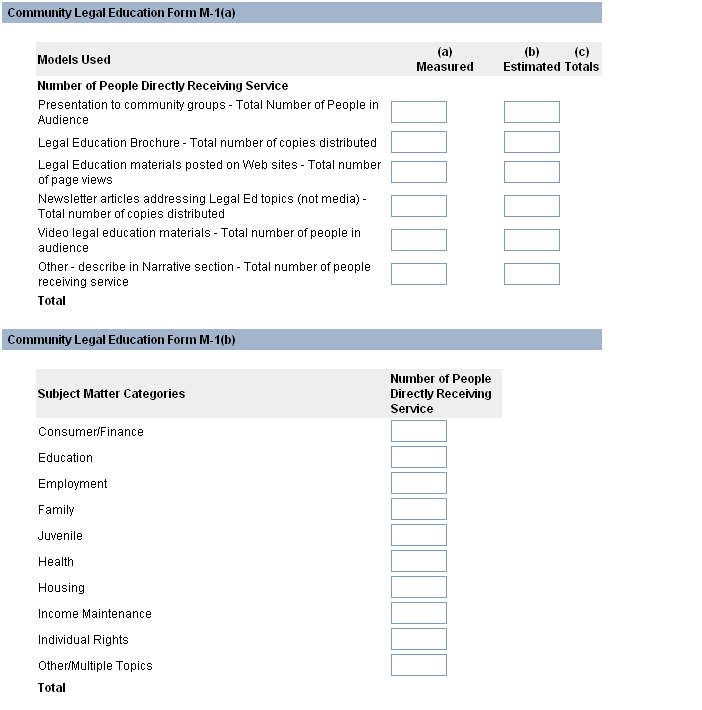 Community Legal Education Form M-1(a)
Models Used
(a) Measured
(b) Estimated
(c) Totals
Number of People Directly Receiving Service
Presentation to community groups - Total Number of People in
Audience
Legal Education Brochure - Total number of copies distributed
Legal Education materials posted on Web sites - Total number
of page views
Newsletter articles addressing Legal Ed topics (not media) -
Total number of copies distributed
Video legal education materials - Total number of people in
audience
Other - describe in Narrative section - Total number of people
receiving service
Total
Community Legal Education Form M-1(b)
Subject Matter Categories
Number of People
Directly Receiving
Service
Consumer/Finance
Education
Employment
Family
Juvenile
Health
Housing
Income Maintenance
Individual Rights
Other/Multiple Topics
Total